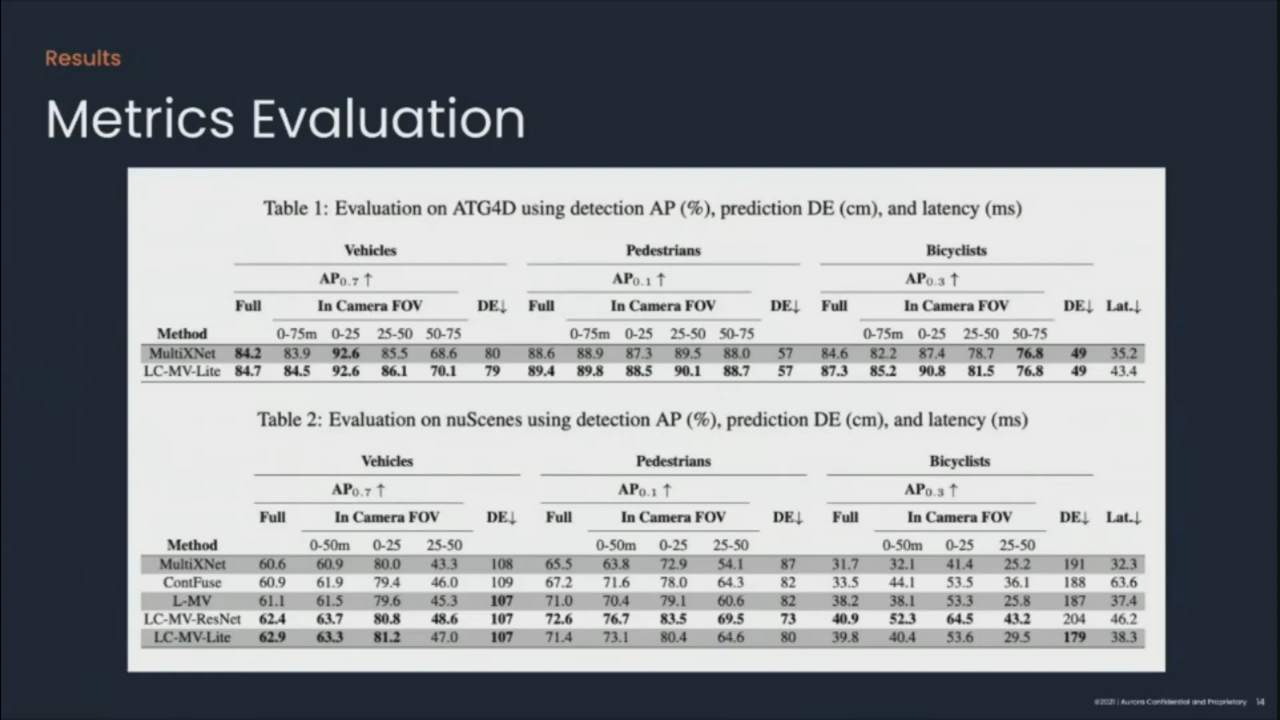 Results
Metrics Evaluation
Table 1: Evaluation on ATG4D using detection AP (%), prediction DE (cm), and latency (ms)
Vehicles Pedestrians Bicyclists
AP0.7 ↑ AP0.1 ↑ AP0.3 ↑
Full In Camera FOV DE↓ Full In Camera FOV DE↓ Full In Camera FOV DE↓ Lat.↓
Method 0-75m 0-25 25-50 50-75 0-75m 0-25 25-50 50-75 0-75m 0-25 25-50 50-75
MultiXNet 84.2 83.9 92.6 85.5 68.6 80 88.6 88.9 87.3 89.5 88.0 57 84.6 82.2 87.4 78.7 76.8 49 35.2
LC-MV-Lite 84.7 84.5 92.6 86.1 70.1 79 89.4 89.8 88.5 90.1 88.7 57 87.3 85.2 90.8 81.5 76.8 49 43.4
Table 2: Evaluation on nuScenes using detection AP (%), prediction DE (cm), and latency (ms)
Vehicles Pedestrians Bicyclists
AP0.7 ↑ AP0.1 ↑ AP0.3 ↑
Full In Camera FOV DE↓ Full In Camera FOV DE↓ Full In Camera FOV DE↓ Lat.↓
Method 0-50m 0-25 25-50 0-50m 0-25 25-50 0-50m 0-25 25-50
MultiXNet 60.6 60.9 80.0 43.3 108 65.5 63.8 72.9 54.1 87 31.7 32.1 41.4 25.2 191 32.3
ContFuse 60.9 61.9 79.4 46.0 109 67.2 71.6 78.0 64.3 82 33.5 44.1 53.5 36.1 188 63.6
L-MV 61.1 61.5 79.6 45.3 107 71.0 70.4 79.1 60.6 82 38.2 38.1 53.3 25.8 187 37.4
LC-MV-ResNet 62.4 63.7 80.8 48.6 107 72.6 76.7 83.5 69.5 73 40.9 52.3 64.5 43.2 204 46.2
LC-MV-Lite 62.9 63.3 81.2 47.0 107 71.4 73.1 80.4 64.6 80 39.8 40.4 53.6 29.5 179 38.3
©2021 | Aurora Confidential and Proprietary 14